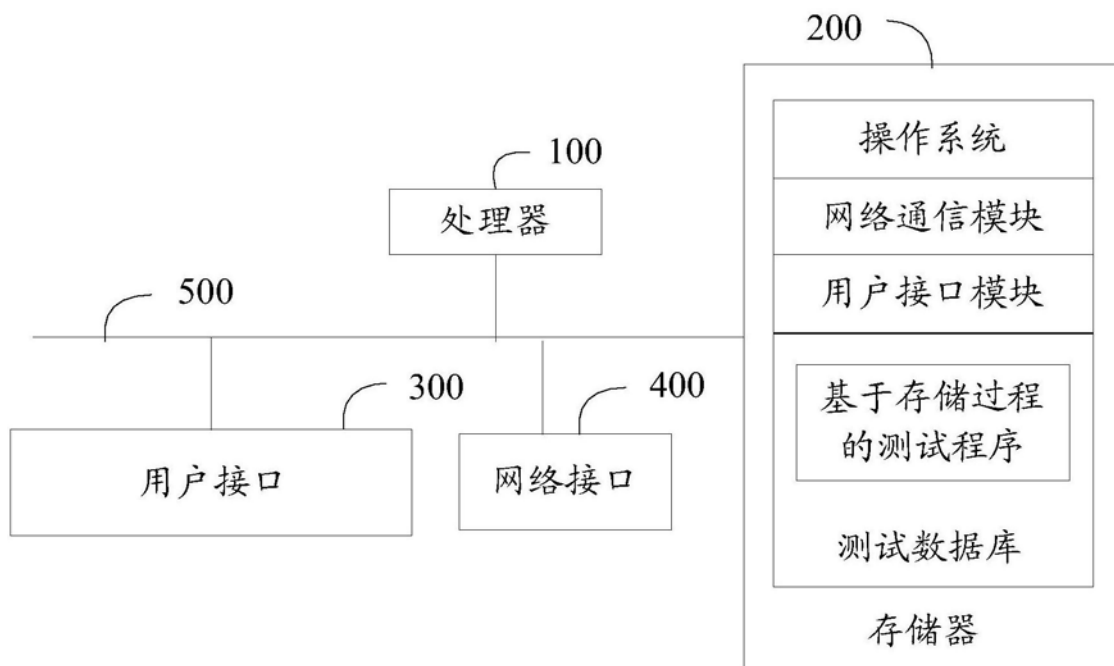 200
操作系统
100
处理器
网络通信模块
500
用户接口模块
300
400
基于存储过程
的测试程序
用户接口
网络接口
测试数据库
存储器